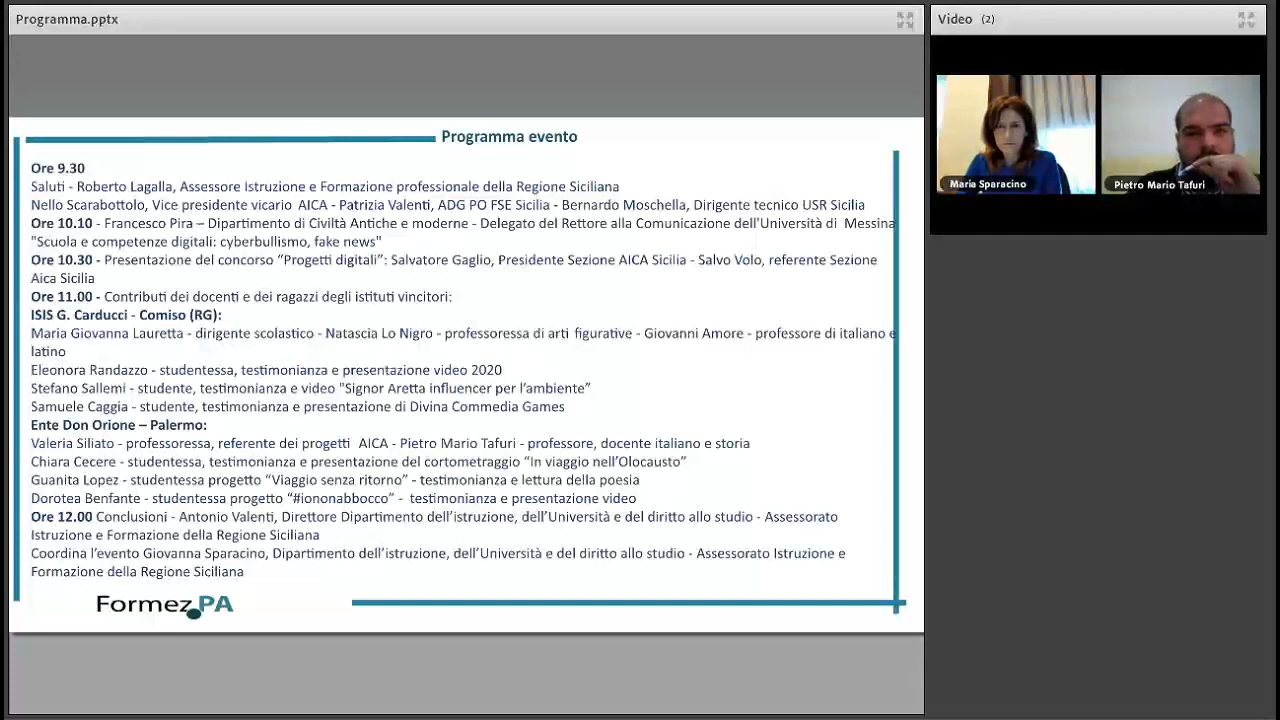 Programma.pptx
Video (2)
Maria Sparacino
Pietro Mario Tafuri
Programma evento
Ore 9.30
Saluti - Roberto Lagalla, Assessore Istruzione e Formazione professionale della Regione Siciliana
Nello Scarabottolo, Vice presidente vicario AICA - Patrizia Valenti, ADG PO FSE Sicilia - Bernardo Moschella, Dirigente tecnico USR Sicilia
Ore 10.10 - Francesco Pira – Dipartimento di Civiltà Antiche e moderne - Delegato del Rettore alla Comunicazione dell'Università di Messina
"Scuola e competenze digitali: cyberbullismo, fake news"
Ore 10.30 - Presentazione del concorso “Progetti digitali”: Salvatore Gaglio, Presidente Sezione AICA Sicilia - Salvo Volo, referente Sezione
Aica Sicilia
Ore 11.00 - Contributi dei docenti e dei ragazzi degli istituti vincitori:
ISIS G. Carducci - Comiso (RG):
Maria Giovanna Lauretta - dirigente scolastico - Natascia Lo Nigro - professoressa di arti figurative - Giovanni Amore - professore di italiano e
latino
Eleonora Randazzo - studentessa, testimonianza e presentazione video 2020
Stefano Sallemi - studente, testimonianza e video "Signor Aretta influencer per l’ambiente”
Samuele Caggia - studente, testimonianza e presentazione di Divina Commedia Games
Ente Don Orione – Palermo:
Valeria Siliato - professoressa, referente dei progetti AICA - Pietro Mario Tafuri - professore, docente italiano e storia
Chiara Cecere - studentessa, testimonianza e presentazione del cortometraggio “In viaggio nell’Olocausto”
Guanita Lopez - studentessa progetto “Viaggio senza ritorno” - testimonianza e lettura della poesia
Dorotea Benfante - studentessa progetto “#iononabbocco” - testimonianza e presentazione video
Ore 12.00 Conclusioni - Antonio Valenti, Direttore Dipartimento dell’istruzione, dell’Università e del diritto allo studio - Assessorato
Istruzione e Formazione della Regione Siciliana
Coordina l’evento Giovanna Sparacino, Dipartimento dell’istruzione, dell’Università e del diritto allo studio - Assessorato Istruzione e
Formazione della Regione Siciliana
Formez PA